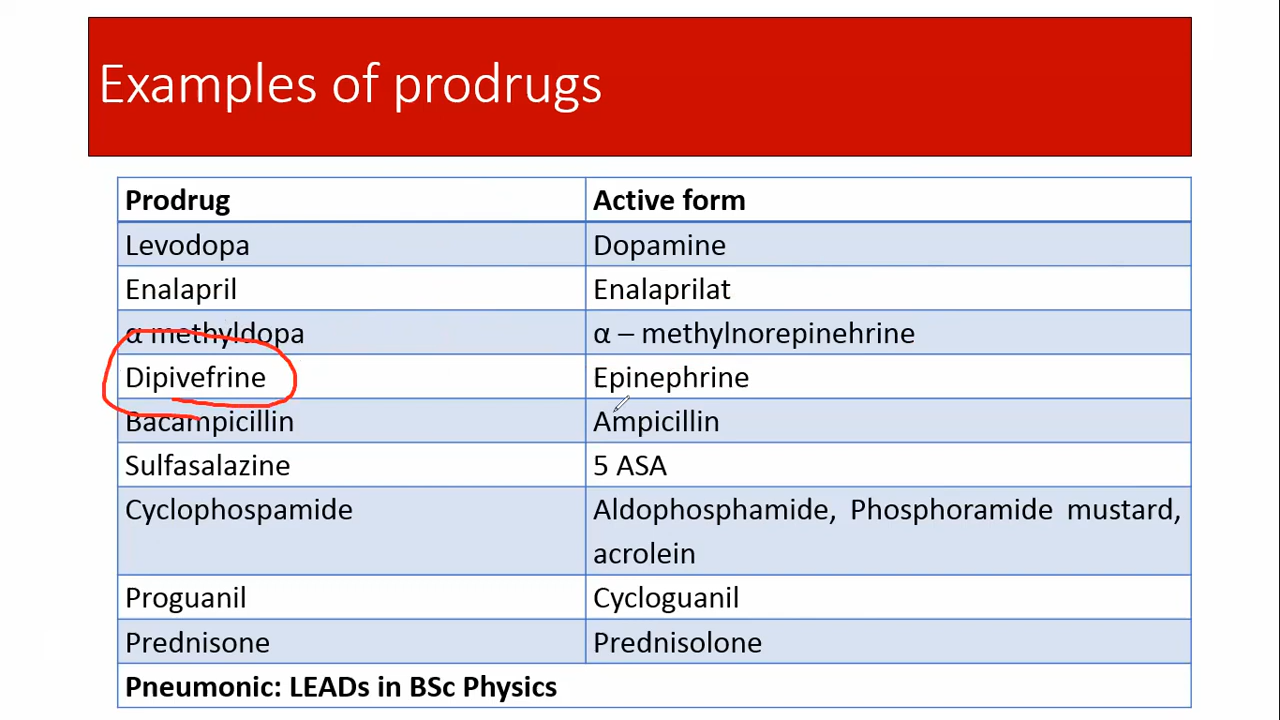 Examples of prodrugs
Prodrug Active form
Levodopa Dopamine
Enalapril Enalaprilat
α methyldopa α – methylnorepinehrine
Dipivefrine Epinephrine
Bacampicillin Ampicillin
Sulfasalazine 5 ASA
Cyclophospamide Aldophosphamide, Phosphoramide mustard,
acrolein
Proguanil Cycloguanil
Prednisone Prednisolone
Pneumonic: LEADs in BSc Physics